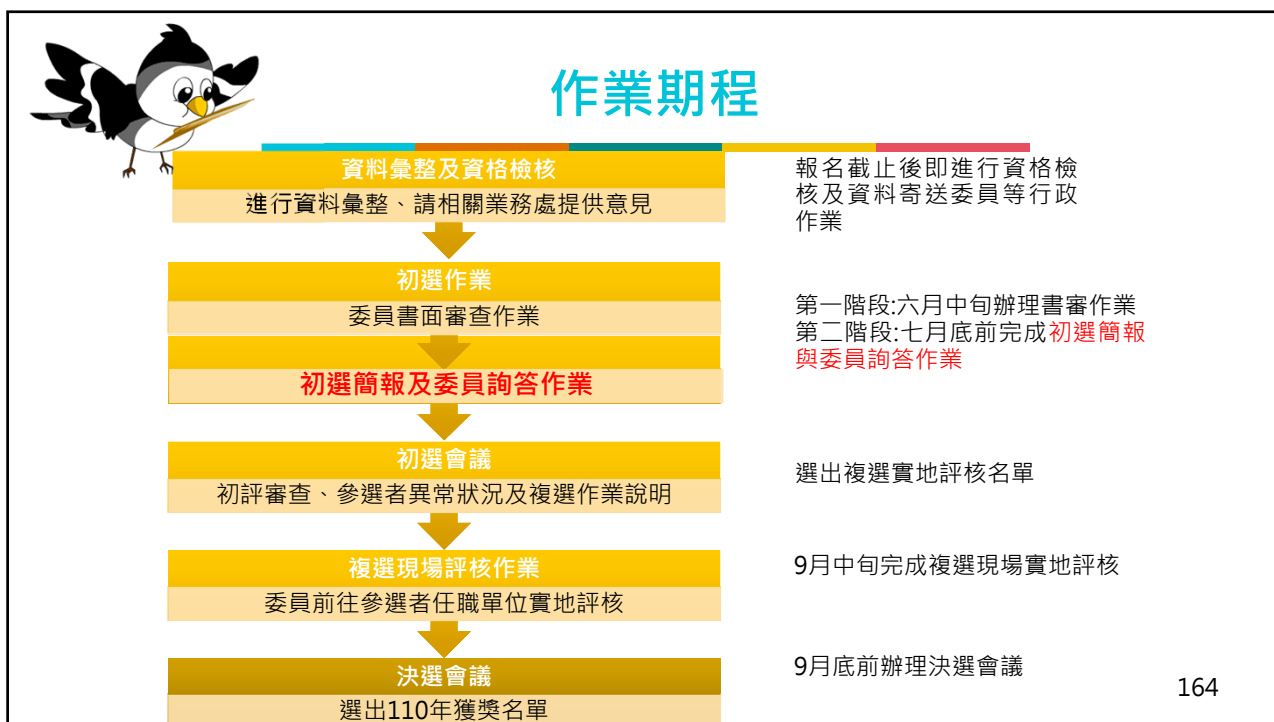 作業期程
資料彙整及資格檢核
進行資料彙整、請相關業務處提供意見
報名截止後即進行資格檢
核及資料寄送委員等行政
作業
初選作業
委員書面審查作業
初選簡報及委員詢答作業
第一階段:六月中旬辦理書審作業
第二階段:七月底前完成初選簡報
與委員詢答作業
初選會議
初評審查、參選者異常狀況及複選作業說明
選出複選實地評核名單
複選現場評核作業
委員前往參選者任職單位實地評核
9月中旬完成複選現場實地評核
決選會議
選出110年獲獎名單
9月底前辦理決選會議
164